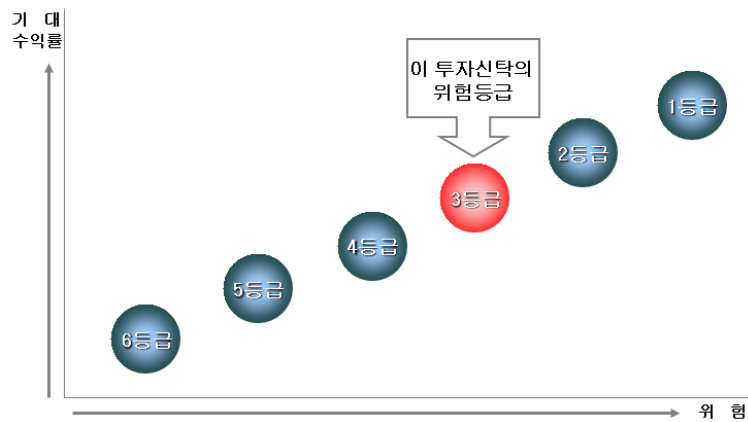 기 대
수익률
이 투자신탁의
위험등급
1등급
2등급
3등급
4등급
5등급
6등급
위 험